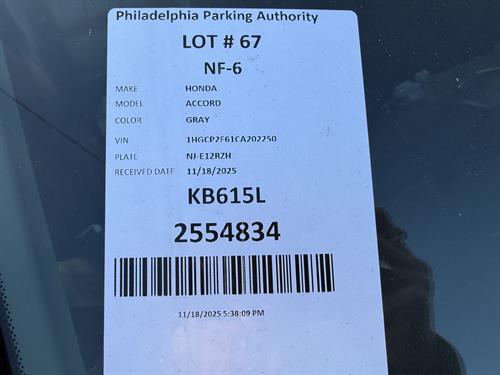 Philadelphia Parking Authority
LOT # 67
NF-6
MAKE HONDA
MODEL ACCORD
COLOR GRAY
VIN 1HGCP2F61CA202250
PLATE NJ-E12RZH
RECEIVED DATE 11/18/2025
KB615L
2554834
11/18/2025 5:38:09 PM